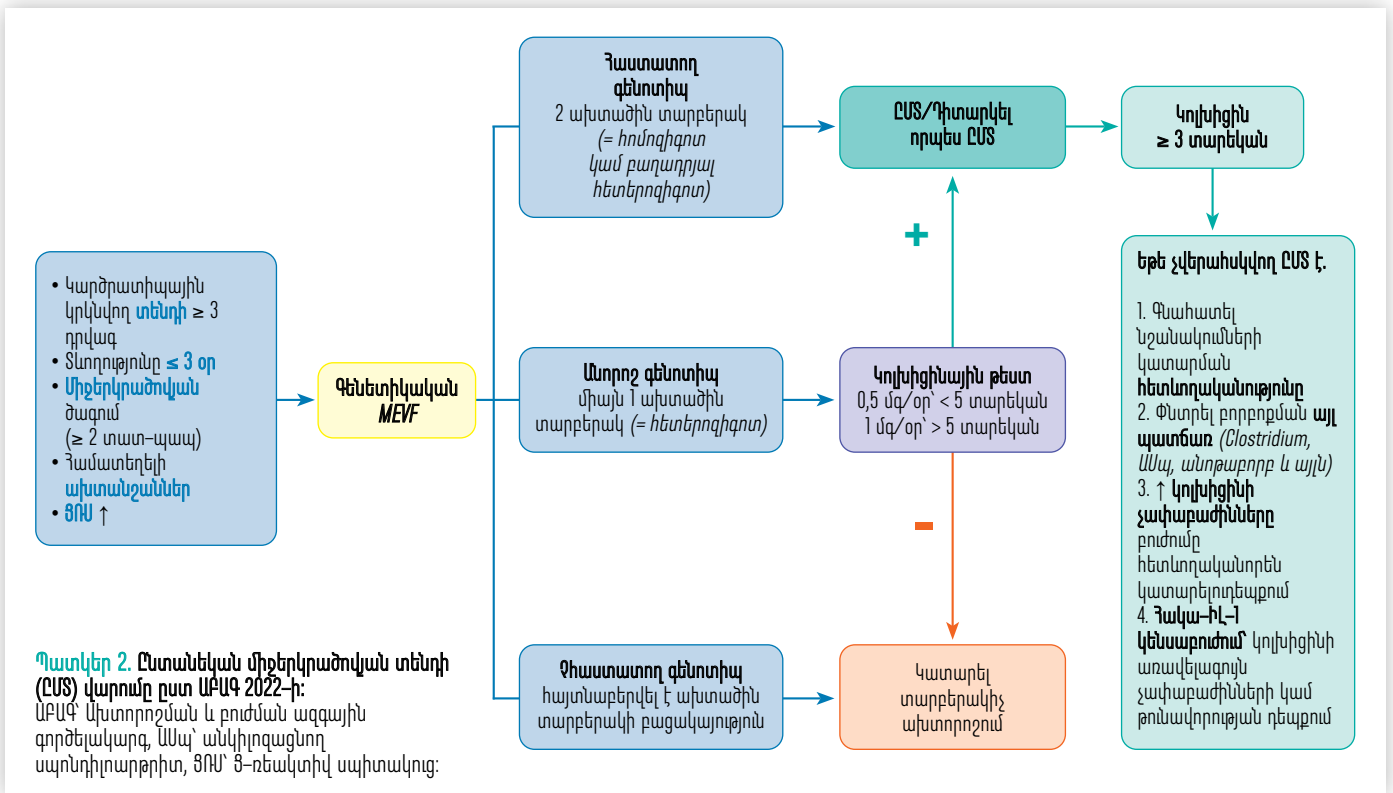 • Կարծրատիպային
կրկնվող տենդի ≥ 3
դրվագ
• Տևողությունը ≤ 3 օր
• Միջերկրածովյան
ծագում
(≥ 2 տատ–պապ)
• Համատեղելի
ախտանշաններ
• ՑՌՍ ↑
Գենետիկական
MEVF
Հաստատող
գենոտիպ
2 ախտածին տարբերակ
(= հոմոզիգոտ
կամ բաղադրյալ
հետերոզիգոտ)
Անորոշ գենոտիպ
միայն 1 ախտածին
տարբերակ (= հետերոզիգոտ)
Չհաստատող գենոտիպ
հայտնաբերվել է ախտածին
տարբերակի բացակայություն
ԸՄՏ/Դիտարկել
որպես ԸՄՏ
+
Կոլխիցինային թեստ
0,5 մգ/օր՝ < 5 տարեկան
1 մգ/օր՝ > 5 տարեկան
-
Կատարել
տարբերակիչ
ախտորոշում
Կոլխիցին
≥ 3 տարեկան
Եթե չվերահսկվող ԸՄՏ է.
1. Գնահատել
նշանակումների
կատարման
հետևողականությունը
2. Փնտրել բորբոքման այլ
պատճառ (Clostridium,
ԱՍպ, անոթաբորբ և այլն)
3. ↑ կոլխիցինի
չափաբաժինները
բուժումը
հետևողականորեն
կատարելուդեպքում
4. Հակա–ԻԼ–1
կենսաբուժում՝ կոլխիցինի
առավելագույն
չափաբաժինների կամ
թունավորության դեպքում
Պատկեր 2. Ընտանեկան միջերկրածովյան տենդի
(ԸՄՏ) վարումը ըստ ԱԲԱԳ 2022–ի:
ԱԲԱԳ՝ Ախտորոշման և բուժման ազգային
գործելակարգ, ԱՍպ՝ անկիլոզացնող
սպոնդիլոարթրիտ, ՑՌՍ՝ Ց–ռեակտիվ սպիտակուց: